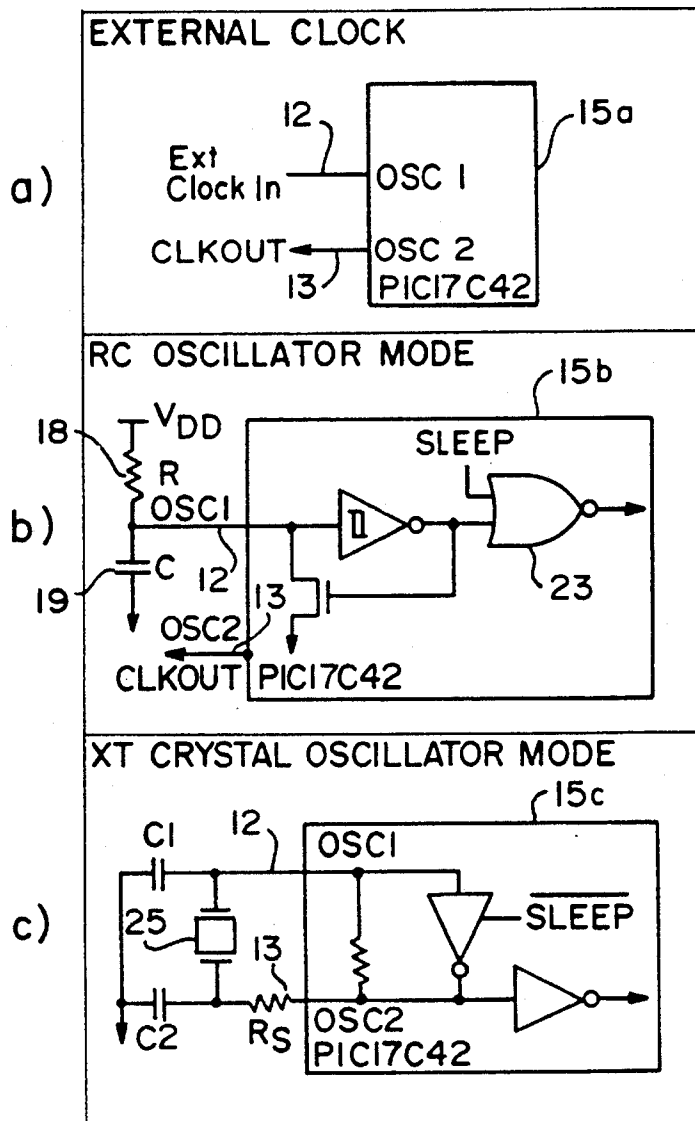 EXTERNAL CLOCK
a)
12
15a
Ext
Clock In
OSC 1
CLKOUT
OSC 2
13
PIC17C42
RC OSCILLATOR MODE
b)
15b
18
VDD
R
SLEEP
OSC1
12
19
C
23
13
OSC2
CLKOUT
PIC17C42
XT CRYSTAL OSCILLATOR MODE
c)
15c
C1
12
OSC1
25
SLEEP
13
C2
RS
OSC2
PIC17C42